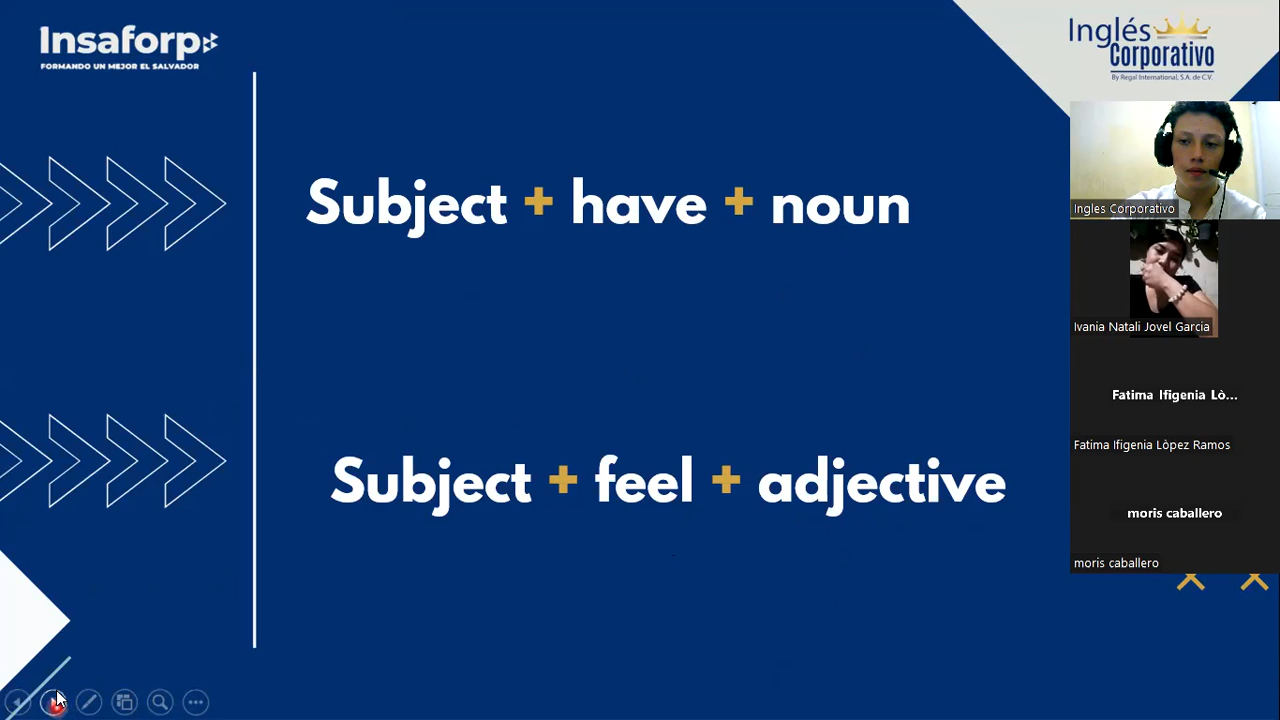 Insaforp
FORMANDO UN MEJOR EL SALVADOR
Inglés
Corporativo
By Regal International, S.A. de C.V.
Subject + have + noun
Subject + feel + adjective
Ingles Corporativo
Ivania Natali Jovel Garcia
Fatima Ifigenia Lò...
Fatima Ifigenia Lòpez Ramos
moris caballero
moris caballero